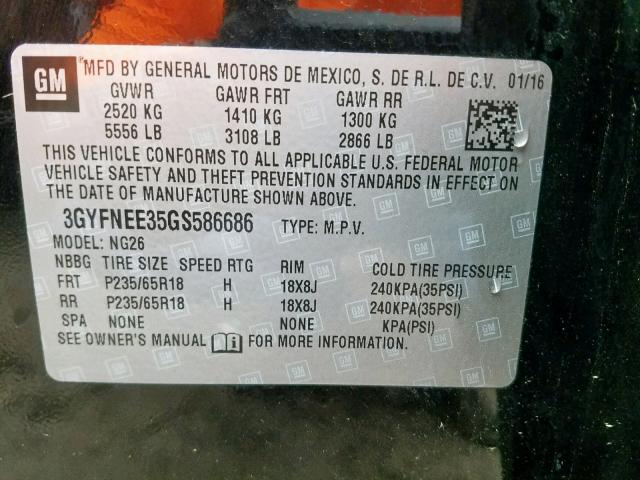 GM
MFD BY GENERAL MOTORS DE MEXICO, S. DE R.L. DE C.V. 01/16
GVWR GAWR FRT GAWR RR
2520 KG 1410 KG 1300 KG
5556 LB 3108 LB 2866 LB
THIS VEHICLE CONFORMS TO ALL APPLICABLE U.S. FEDERAL MOTOR
VEHICLE SAFETY AND THEFT PREVENTION STANDARDS IN EFFECT ON
THE DATE OF MANUFACTURE SHOWN ABOVE.
3GYFNEE35GS586686 TYPE: M.P.V.
MODEL: NG26
NBBG TIRE SIZE SPEED RTG RIM COLD TIRE PRESSURE
FRT P235/65R18 H 18X8J 240KPA(35PSI)
RR P235/65R18 H 18X8J 240KPA(35PSI)
SPA NONE NONE KPA(PSI)
SEE OWNER'S MANUAL FOR MORE INFORMATION.